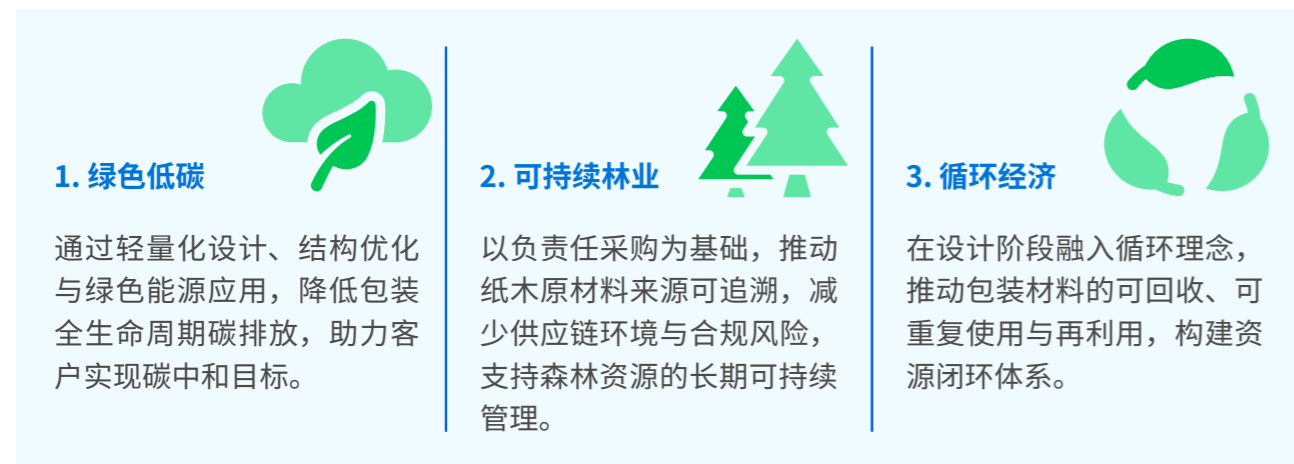 1. 绿色低碳
通过轻量化设计、结构优化
与绿色能源应用，降低包装
全生命周期碳排放，助力客
户实现碳中和目标。
2. 可持续林业
以负责任采购为基础，推动
纸木原材料来源可追溯，减
少供应链环境与合规风险，
支持森林资源的长期可持续
管理。
3. 循环经济
在设计阶段融入循环理念，
推动包装材料的可回收、可
重复使用与再利用，构建资
源闭环体系。